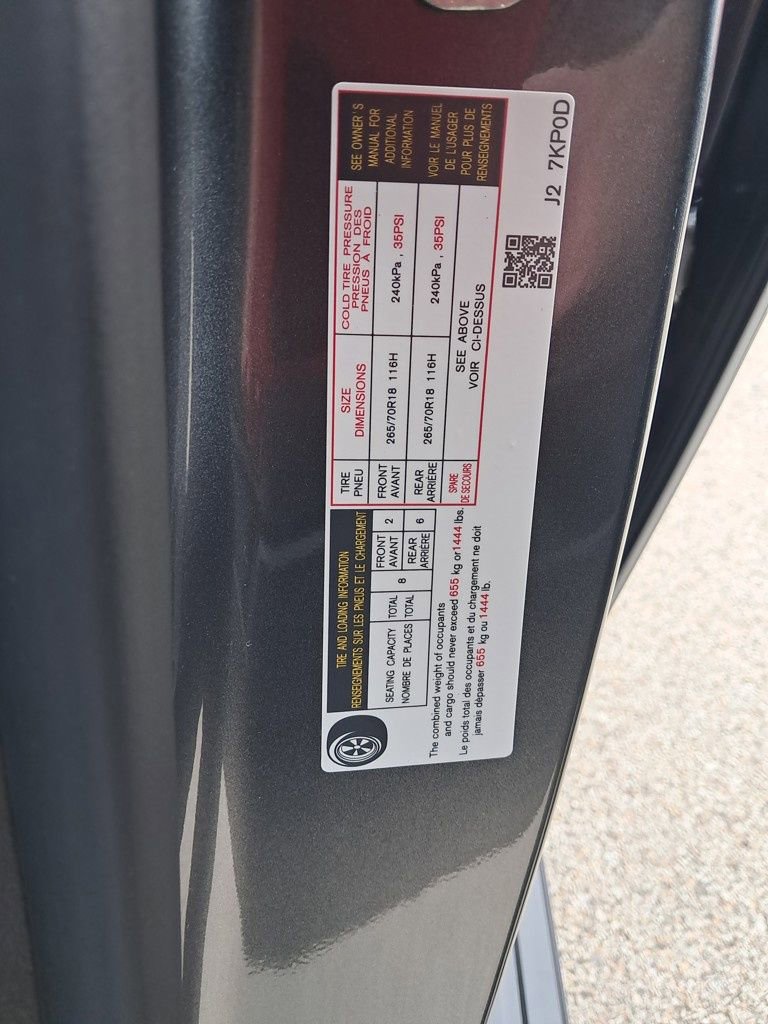 TIRE AND LOADING INFORMATION
RENSEIGNEMENTS SUR LES PNEUS ET LE CHARGEMENT
SEATING CAPACITY
NOMBRE DE PLACES
TOTAL
TOTAL
8
FRONT
AVANT
2
REAR
ARRIÈRE
6
The combined weight of occupants
and cargo should never exceed 655 kg or 1444 lbs.
Le poids total des occupants et du chargement ne doit
jamais dépasser 655 kg ou 1444 lb.
TIRE
PNEU
SIZE
DIMENSIONS
COLD TIRE PRESSURE
PRESSION DES
PNEUS À FROID
FRONT
AVANT
265/70R18 116H
240kPa , 35PSI
REAR
ARRIÈRE
265/70R18 116H
240kPa , 35PSI
SPARE
DE SECOURS
SEE ABOVE
VOIR CI-DESSUS
SEE OWNER'S
MANUAL FOR
ADDITIONAL
INFORMATION
VOIR LE MANUEL
DE L'USAGER
POUR PLUS DE
RENSEIGNEMENTS
J2 7KP0D